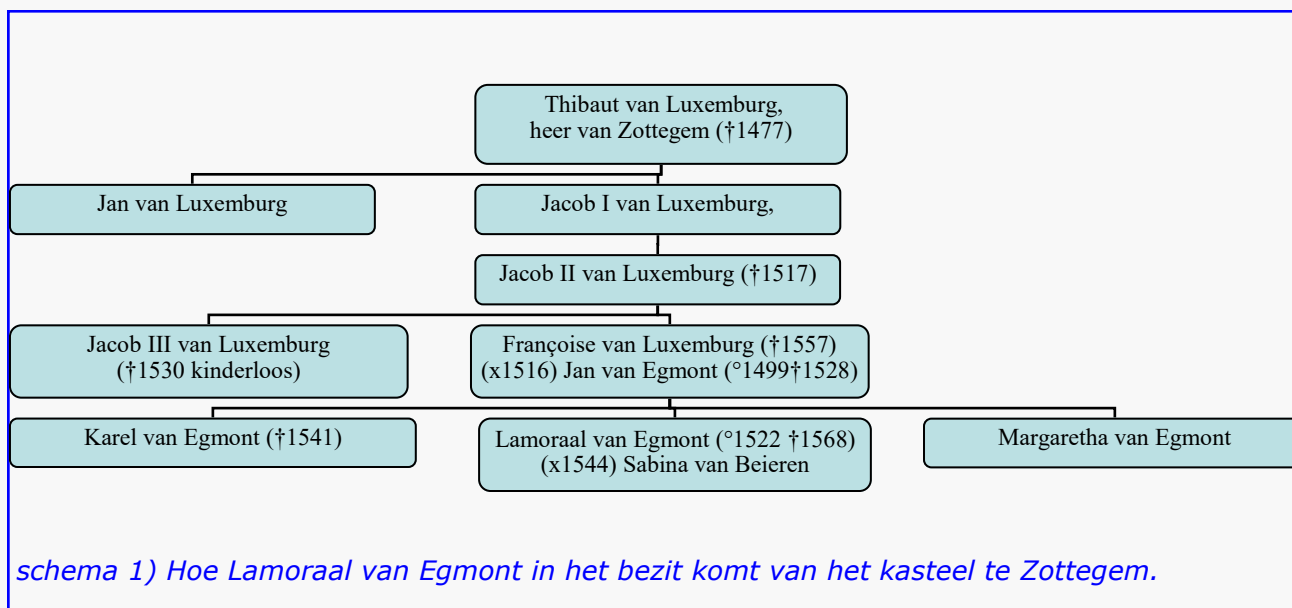 Thibaut van Luxemburg,
heer van Zottegem (†1477)
Jan van Luxemburg
Jacob I van Luxemburg,
Jacob II van Luxemburg (†1517)
Jacob III van Luxemburg
(†1530 kinderloos)
Françoise van Luxemburg (†1557)
(x1516) Jan van Egmont (°1499†1528)
Karel van Egmont (†1541)
Lamoraal van Egmont (°1522 †1568)
(x1544) Sabina van Beieren
Margaretha van Egmont
schema 1) Hoe Lamoraal van Egmont in het bezit komt van het kasteel te Zottegem.